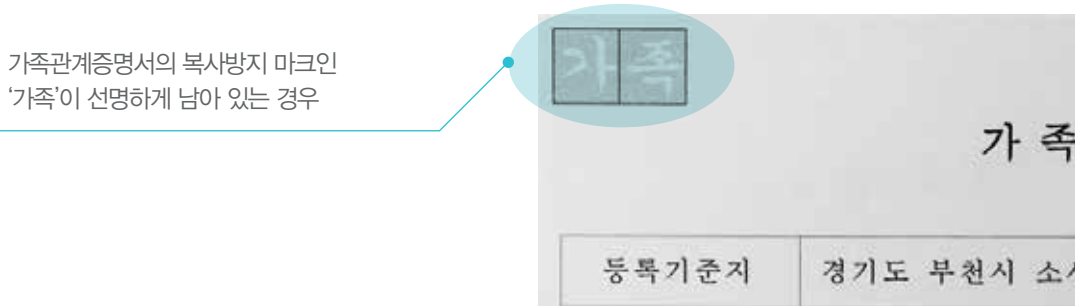 가족관계증명서의 복사방지 마크인
‘가족’이 선명하게 남아 있는 경우
가족
가 족
등록기준지
경기도 부천시